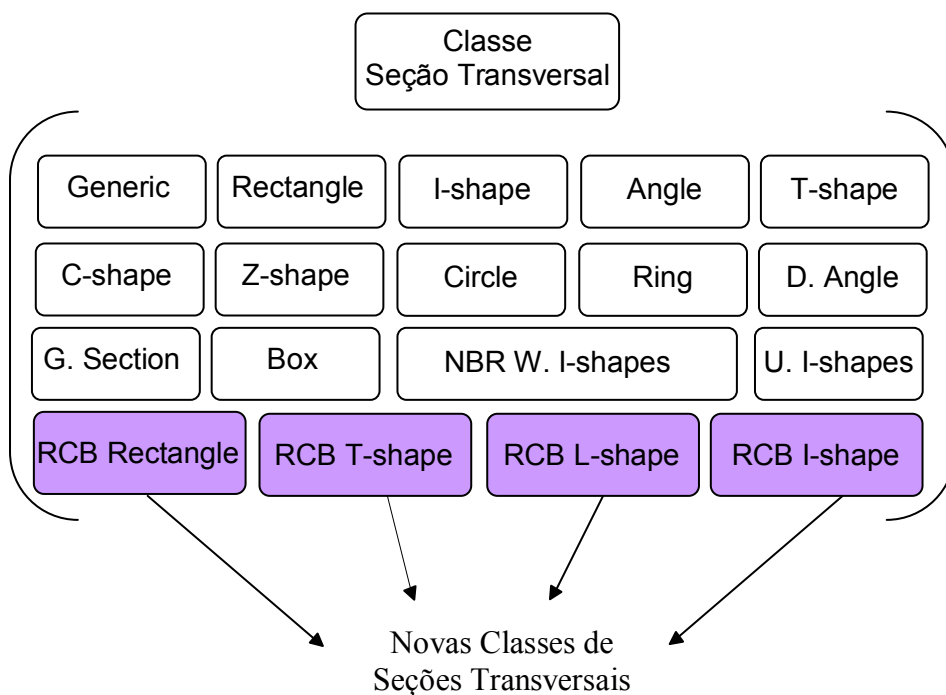 Classe
Seção Transversal
Generic Rectangle I-shape Angle T-shape
C-shape Z-shape Circle Ring D. Angle
G. Section Box NBR W. I-shapes U. I-shapes
RCB Rectangle RCB T-shape RCB L-shape RCB I-shape
Novas Classes de
Seções Transversais